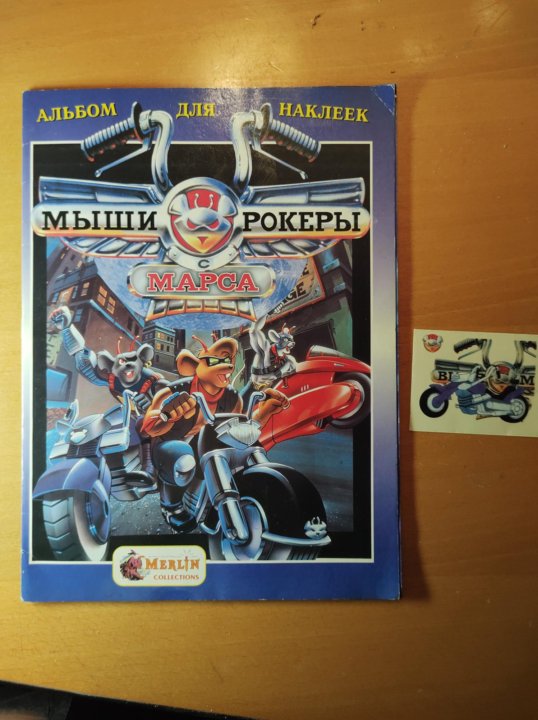 АЛЬБОМ ДЛЯ НАКЛЕЕК
МЫШИ РОКЕРЫ
С
МАРСА
MERLIN
COLLECTIONS